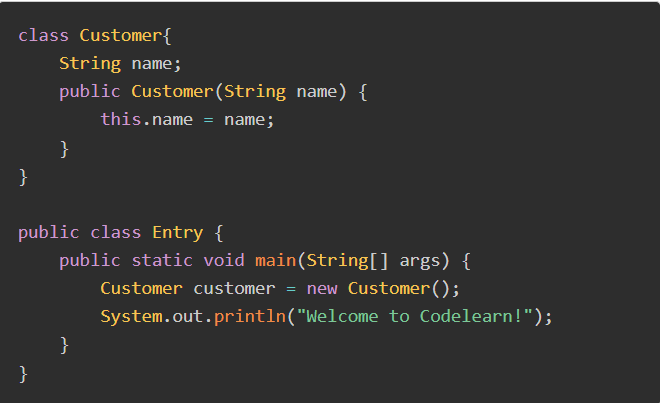 class Customer{
    String name;
    public Customer(String name) {
        this.name = name;
    }
}

public class Entry {
    public static void main(String[] args) {
        Customer customer = new Customer();
        System.out.println("Welcome to Codelearn!");
    }
}